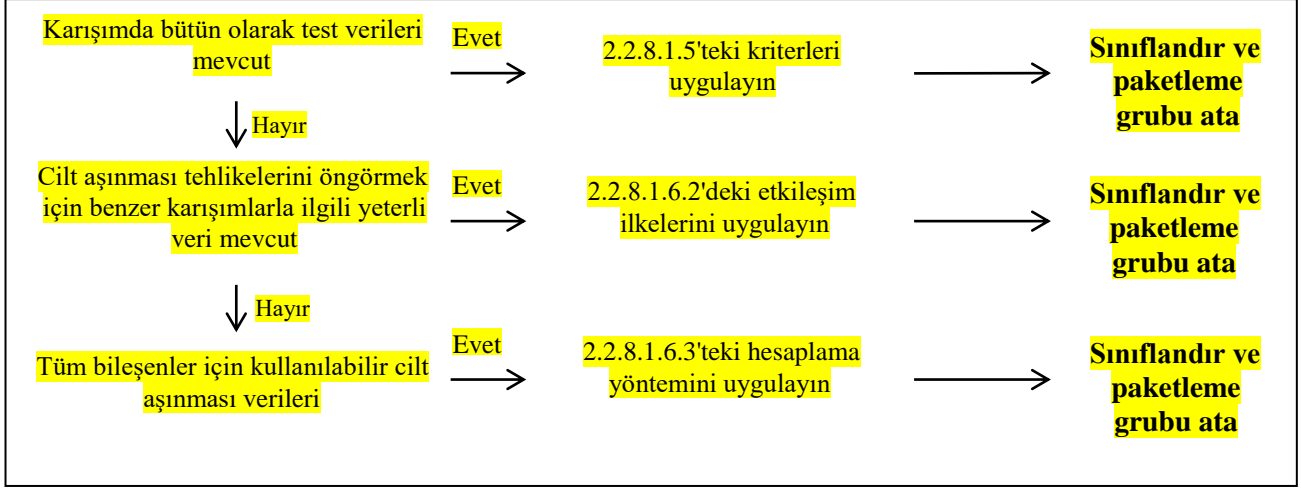 Karışımda bütün olarak test verileri
mevcut
Evet
2.2.8.1.5'teki kriterleri
uygulayın
Sınıflandır ve
paketleme
grubu ata
Hayır
Cilt aşınması tehlikelerini öngörmek
için benzer karışımlarla ilgili yeterli
veri mevcut
Evet
2.2.8.1.6.2'deki etkileşim
ilkelerini uygulayın
Sınıflandır ve
paketleme
grubu ata
Hayır
Tüm bileşenler için kullanılabilir cilt
aşınması verileri
Evet
2.2.8.1.6.3'teki hesaplama
yöntemini uygulayın
Sınıflandır ve
paketleme
grubu ata